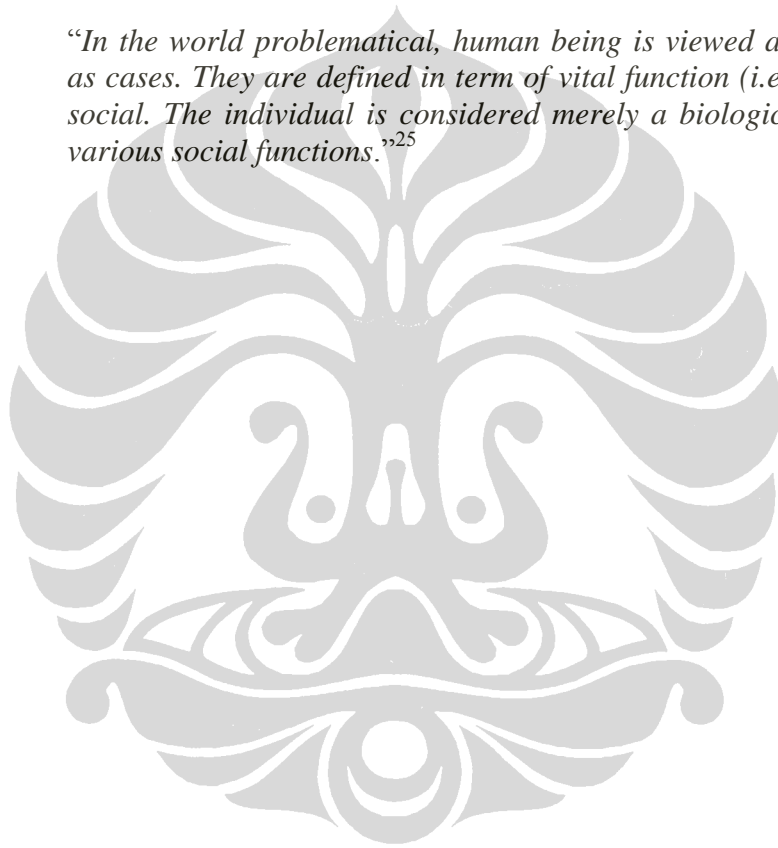 “In the world problematical, human being is viewed a
as cases. They are defined in term of vital function (i.e
social. The individual is considered merely a biologic
various social functions.”25